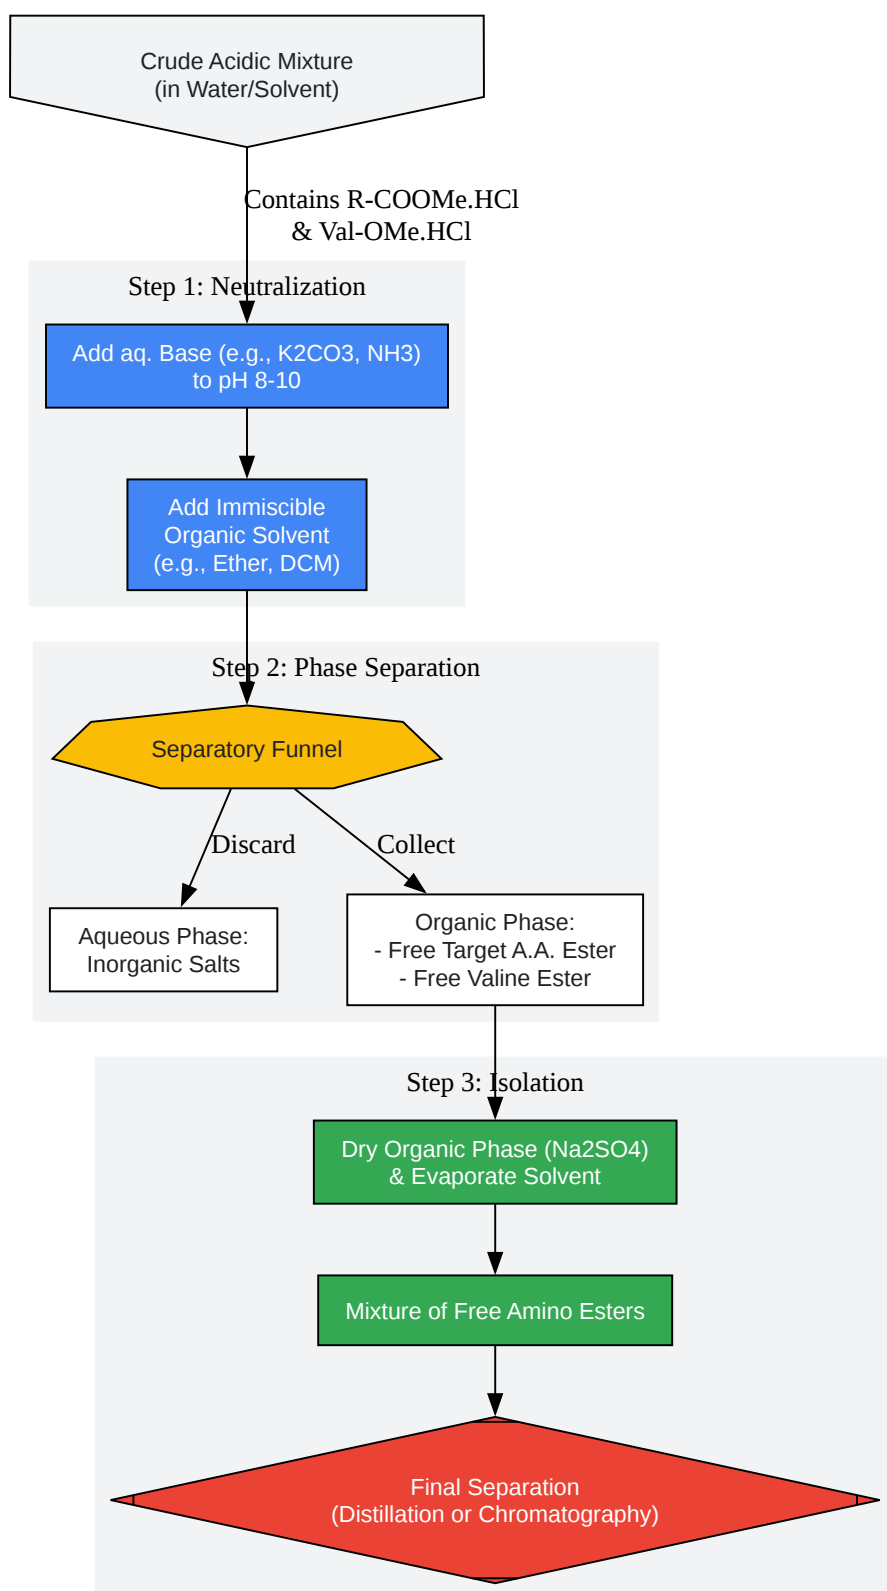 Crude Acidic Mixture
(in Water/Solvent)
Contains R-COOMe.HCl
& Val-OMe.HCl
Step 1: Neutralization
Add aq. Base (e.g., K2CO3, NH3)
to pH 8-10
Add Immiscible
Organic Solvent
(e.g., Ether, DCM)
Step 2: Phase Separation
Separatory Funnel
Discard
Collect
Aqueous Phase:
Inorganic Salts
Organic Phase:
- Free Target A.A. Ester
- Free Valine Ester
Step 3: Isolation
Dry Organic Phase (Na2SO4)
& Evaporate Solvent
Mixture of Free Amino Esters
Final Separation
(Distillation or Chromatography)